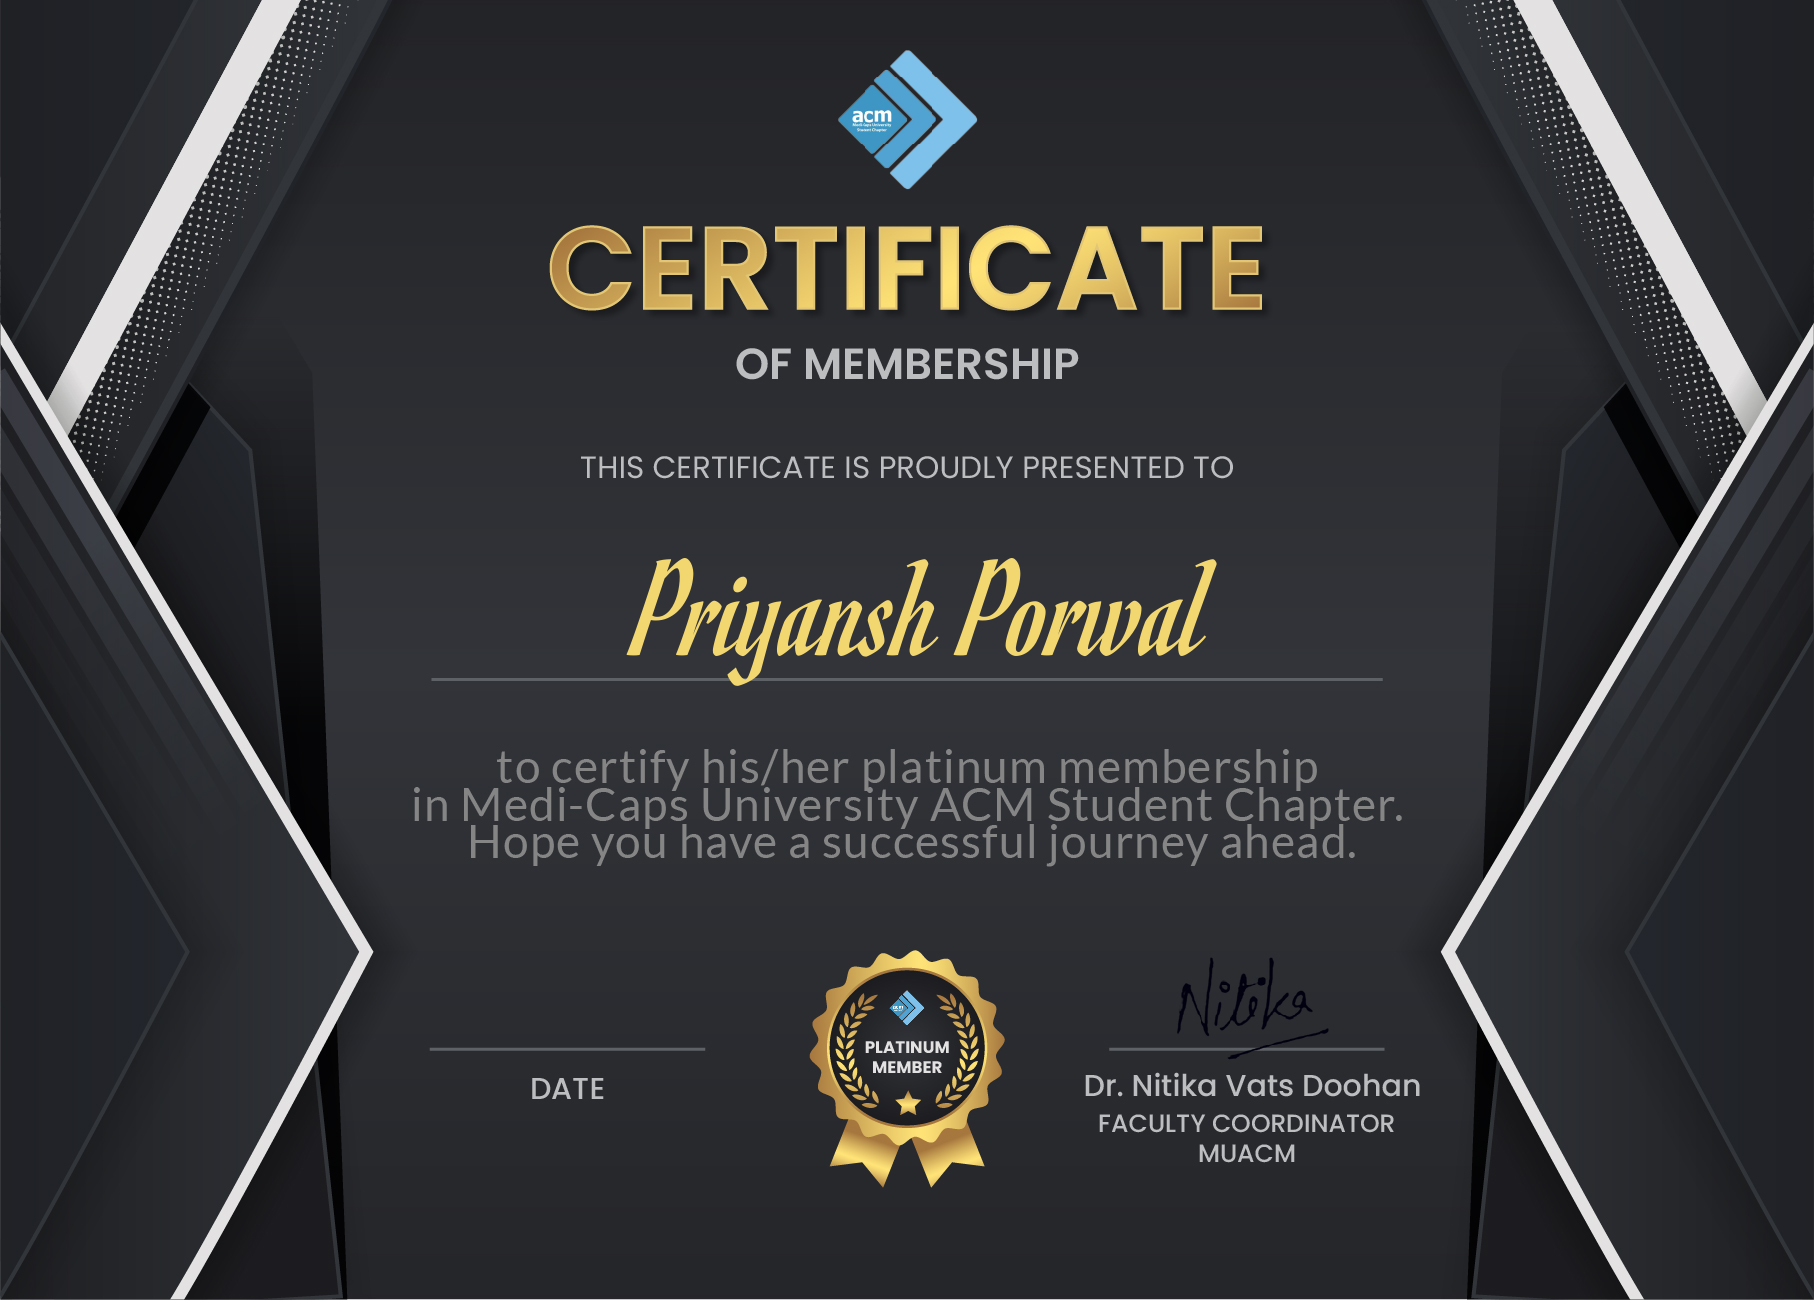 acm
Medi-Caps University
Student Chapter
CERTIFICATE
OF MEMBERSHIP
THIS CERTIFICATE IS PROUDLY PRESENTED TO
Priyansh Porwal
to certify his/her platinum membership
in Medi-Caps University ACM Student Chapter.
Hope you have a successful journey ahead.
PLATINUM
MEMBER
DATE
Nitika
Dr. Nitika Vats Doohan
FACULTY COORDINATOR
MUACM